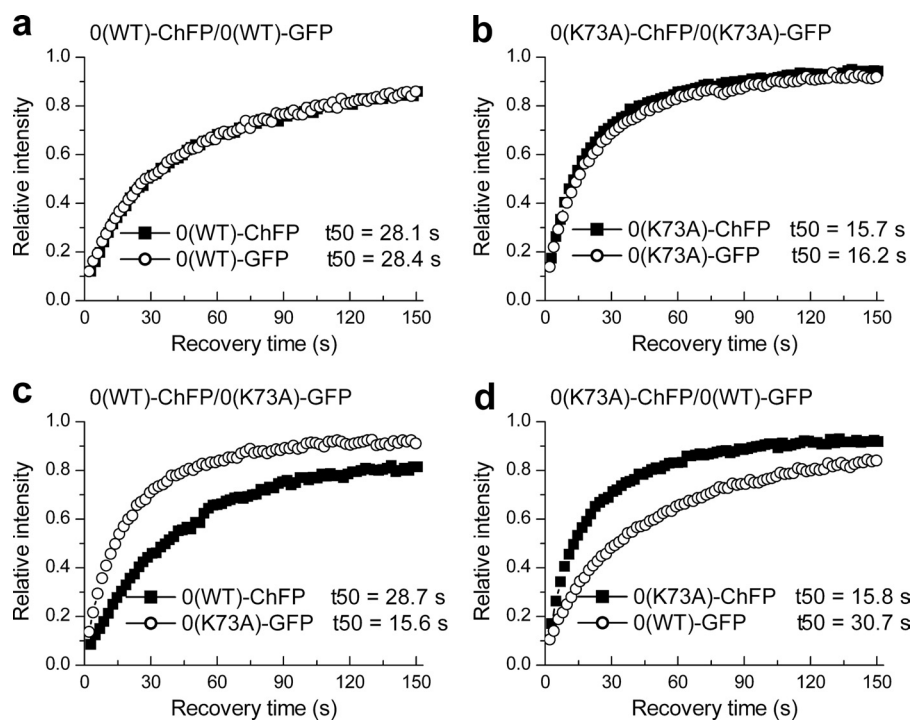 a
0(WT)-ChFP/0(WT)-GFP
1.0
0.8
0.6
0.4
0.2
0.0
Relative intensity
0(WT)-ChFP t50 = 28.1 s
0(WT)-GFP t50 = 28.4 s
0 30 60 90 120 150
Recovery time (s)
b
0(K73A)-ChFP/0(K73A)-GFP
1.0
0.8
0.6
0.4
0.2
0.0
Relative intensity
0(K73A)-ChFP t50 = 15.7 s
0(K73A)-GFP t50 = 16.2 s
0 30 60 90 120 150
Recovery time (s)
c
0(WT)-ChFP/0(K73A)-GFP
1.0
0.8
0.6
0.4
0.2
0.0
Relative intensity
0(WT)-ChFP t50 = 28.7 s
0(K73A)-GFP t50 = 15.6 s
0 30 60 90 120 150
Recovery time (s)
d
0(K73A)-ChFP/0(WT)-GFP
1.0
0.8
0.6
0.4
0.2
0.0
Relative intensity
0(K73A)-ChFP t50 = 15.8 s
0(WT)-GFP t50 = 30.7 s
0 30 60 90 120 150
Recovery time (s)